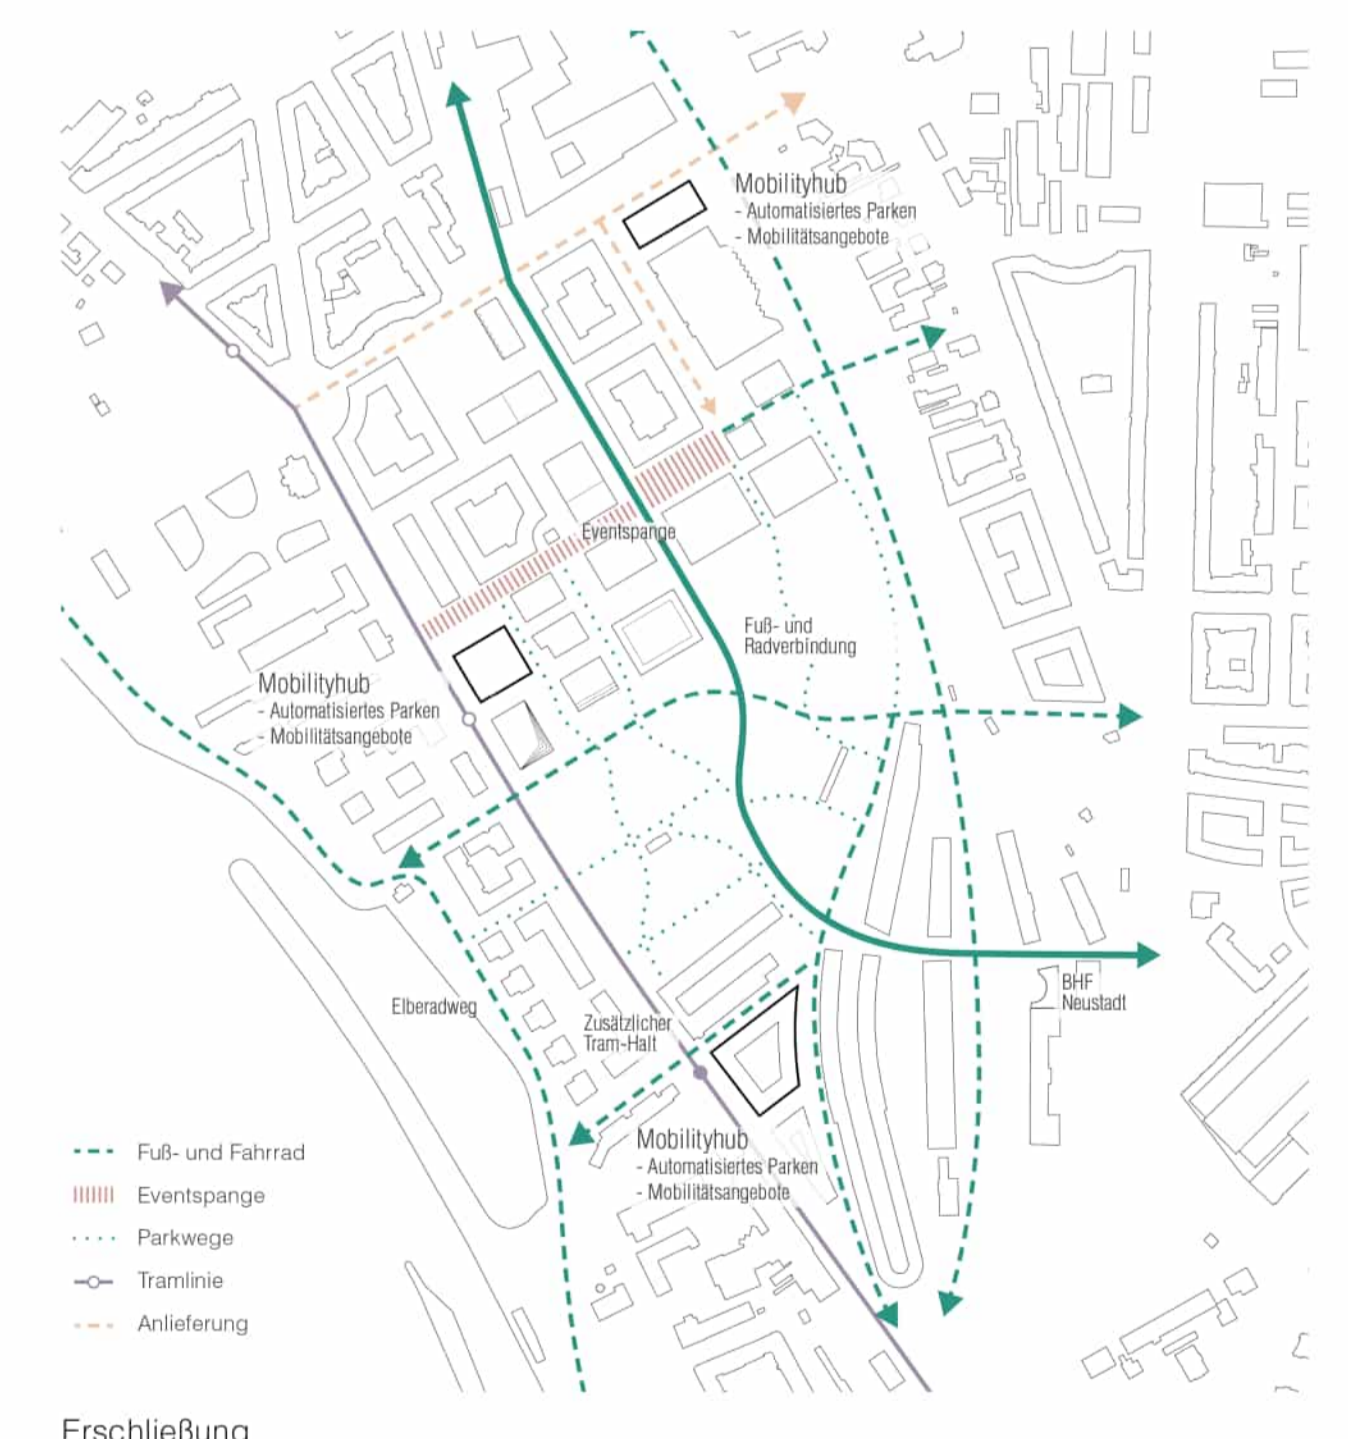 Mobilityhub
- Automatisiertes Parken
- Mobilitätsangebote
Eventspange
Fuß- und
Radverbindung
Mobilityhub
- Automatisiertes Parken
- Mobilitätsangebote
BHF
Neustadt
Elberadweg
Zusätzlicher
Tram-Halt
Mobilityhub
- Automatisiertes Parken
- Mobilitätsangebote
Fuß- und Fahrrad
Eventspange
Parkwege
Tramlinie
Anlieferung
Erschließung